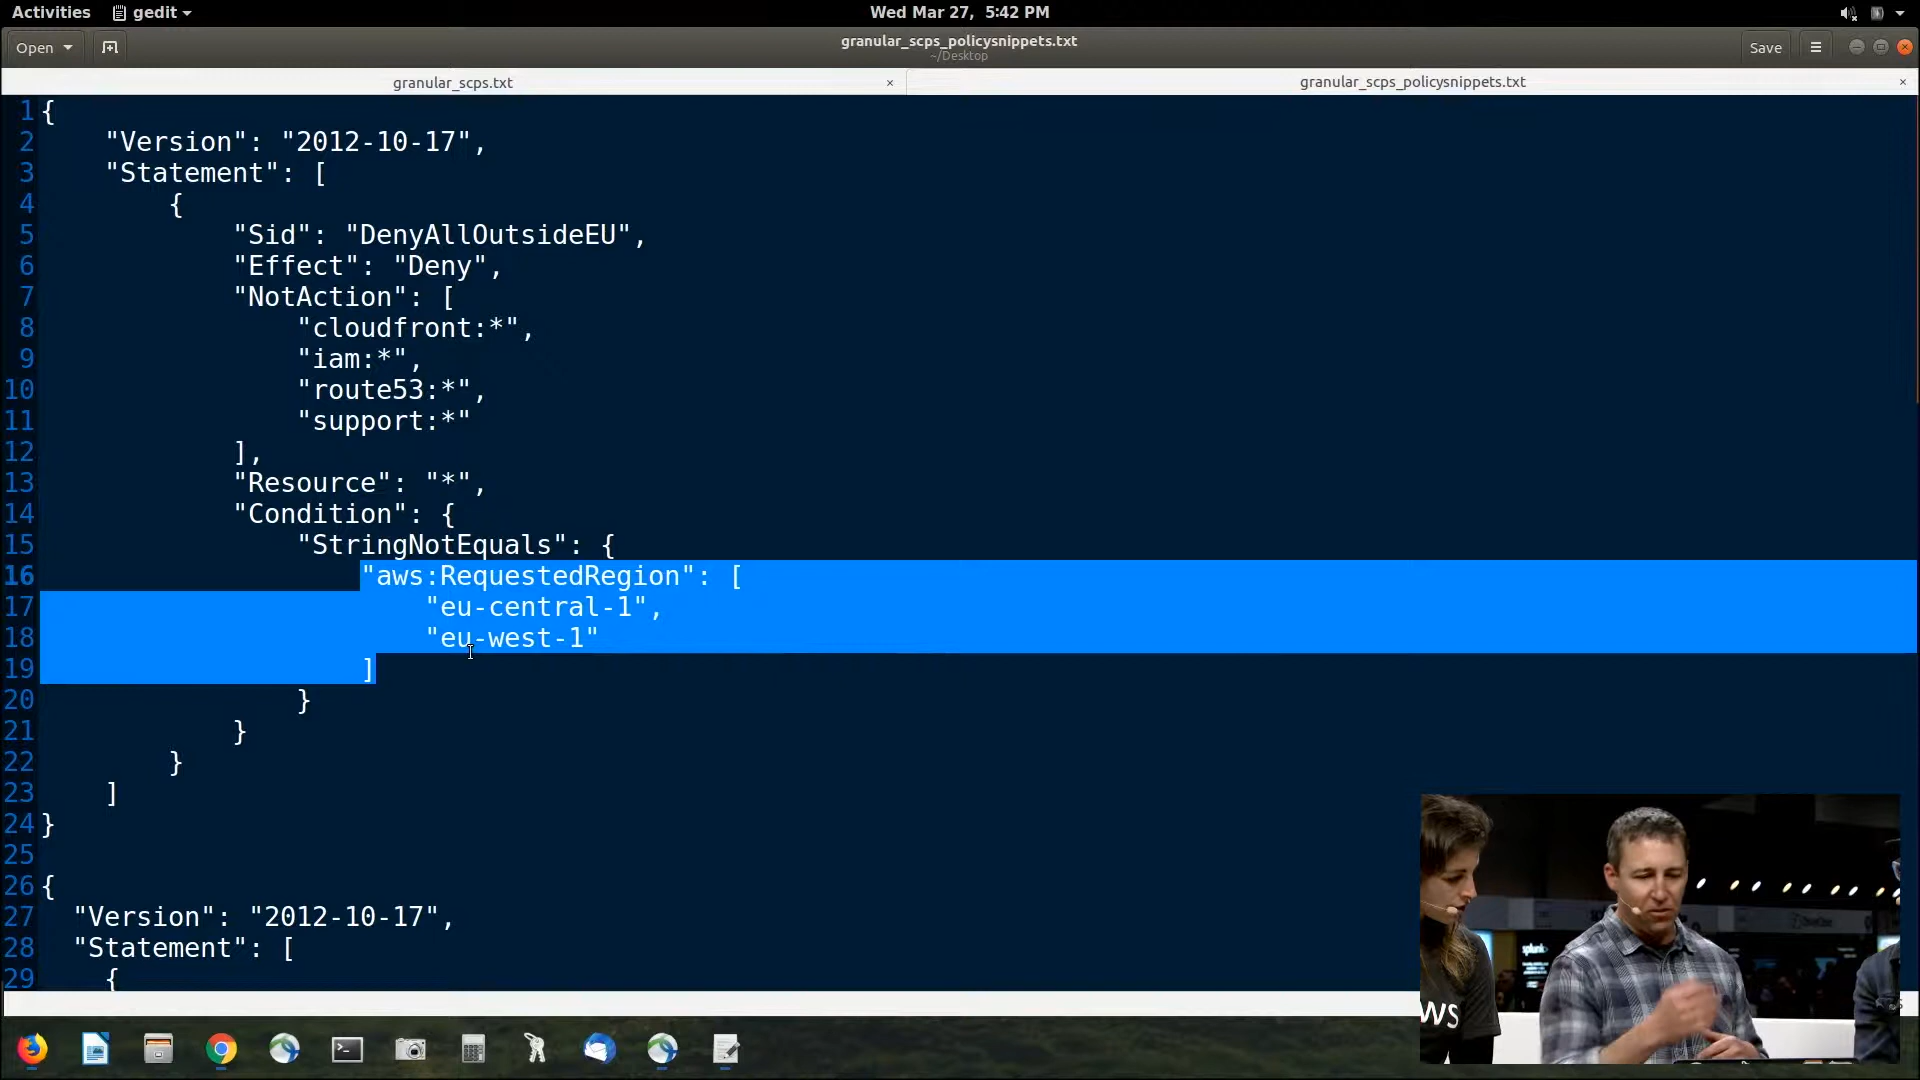 Activities gedit Wed Mar 27, 5:42 PM
Open granular_scps_policysnippets.txt Save
~/Desktop
granular_scps.txt × granular_scps_policysnippets.txt ×
1 {
2     "Version": "2012-10-17",
3     "Statement": [
4         {
5             "Sid": "DenyAllOutsideEU",
6             "Effect": "Deny",
7             "NotAction": [
8                 "cloudfront:*",
9                 "iam:*",
10                 "route53:*",
11                 "support:*"
12             ],
13             "Resource": "*",
14             "Condition": {
15                 "StringNotEquals": {
16                     "aws:RequestedRegion": [
17                         "eu-central-1",
18                         "eu-west-1"
19                     ]
20                 }
21             }
22         }
23     ]
24 }
25
26 {
27   "Version": "2012-10-17",
28   "Statement": [
29     {
splunk
WS